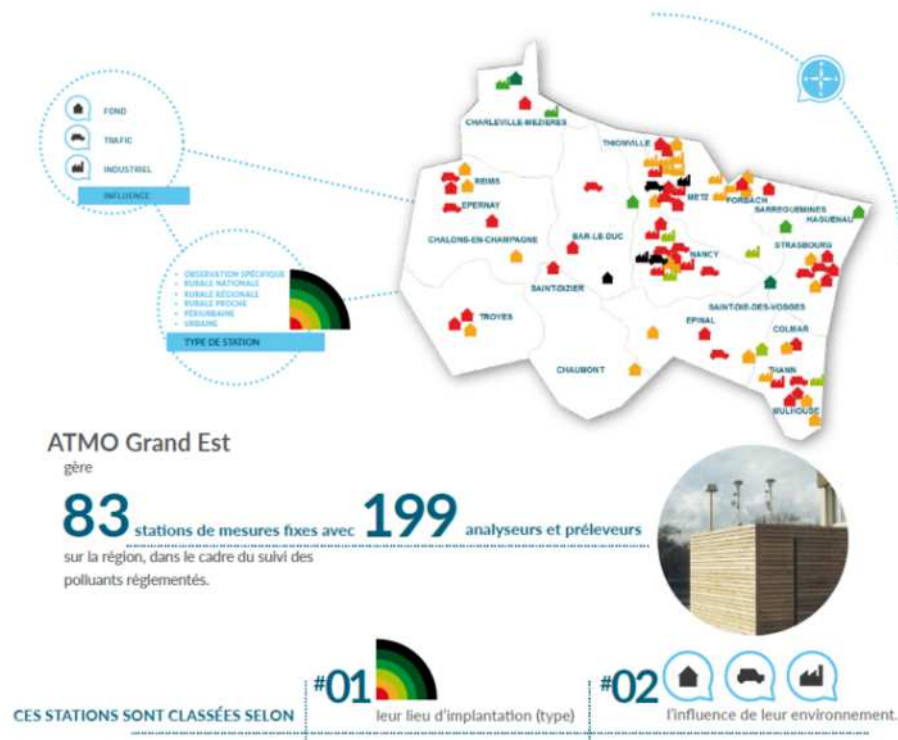 FOND
TRAFIC
INDUSTRIEL
INFLUENCE
OBSERVATION SPÉCIFIQUE
RURALE NATIONALE
RURALE RÉGIONALE
RURALE PROCHE
PÉRIURBAINE
URBAINE
TYPE DE STATION
CHARLEVILLE-MEZIERES
THIONVILLE
REIMS
METZ
FORBACH
EPERNAY
SARREGUEMINES
HAGUENAU
CHALONS-EN-CHAMPAGNE
BAR-LE-DUC
STRASBOURG
NANCY
SAINT-DIZIER
SAINT-DIE-DES-VOSGES
TROYES
EPINAL
COLMAR
CHAUMONT
THANN
MULHOUSE
ATMO Grand Est
gère
83 stations de mesures fixes avec 199 analyseurs et préleveurs
sur la région, dans le cadre du suivi des
polluants réglementés.
CES STATIONS SONT CLASSÉES SELON
#01
leur lieu d'implantation (type)
#02
l'influence de leur environnement.